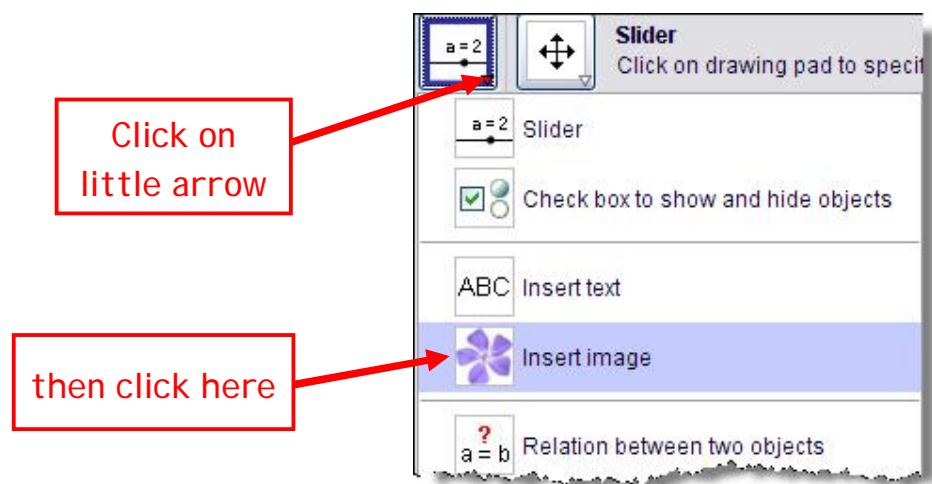 a = 2
Slider
Click on drawing pad to specif
Click on
little arrow
a = 2 Slider
Check box to show and hide objects
ABC Insert text
Insert image
then click here
?
a = b Relation between two objects